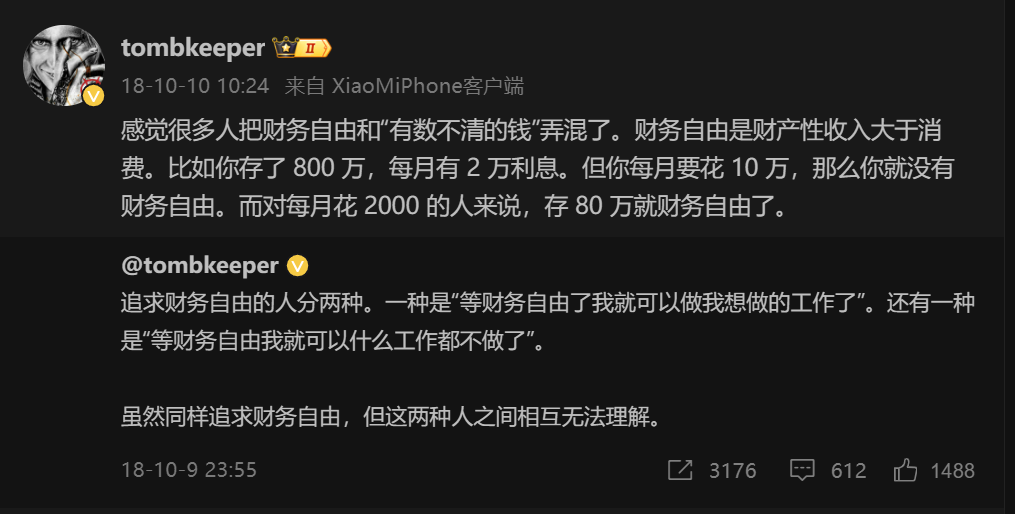 tombkeeper II
18-10-10 10:24 来自 XiaoMiPhone客户端
感觉很多人把财务自由和“有数不清的钱”弄混了。财务自由是财产性收入大于消
费。比如你存了 800 万，每月有 2 万利息。但你每月要花 10 万，那么你就没有
财务自由。而对每月花 2000 的人来说，存 80 万就财务自由了。
@tombkeeper
追求财务自由的人分两种。一种是“等财务自由了我就可以做我想做的工作了”。还有一种
是“等财务自由我就可以什么工作都不做了”。
虽然同样追求财务自由，但这两种人之间相互无法理解。
18-10-9 23:55 3176 612 1488